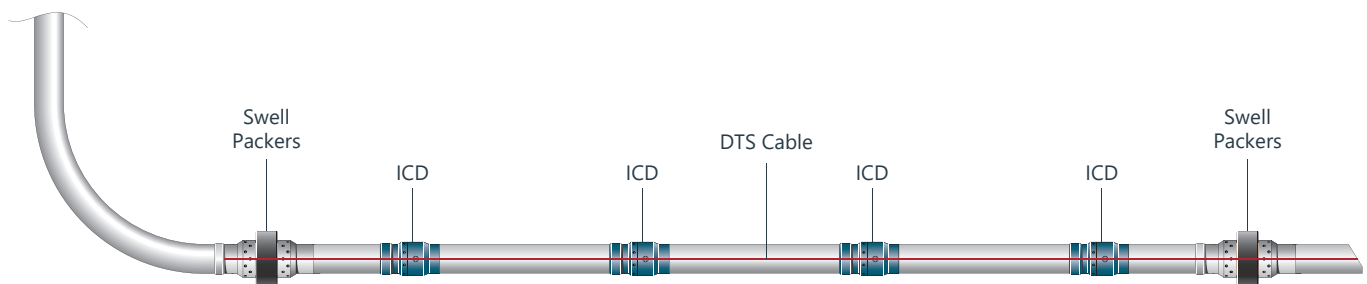 Swell
Packers
ICD
ICD
DTS Cable
ICD
ICD
Swell
Packers